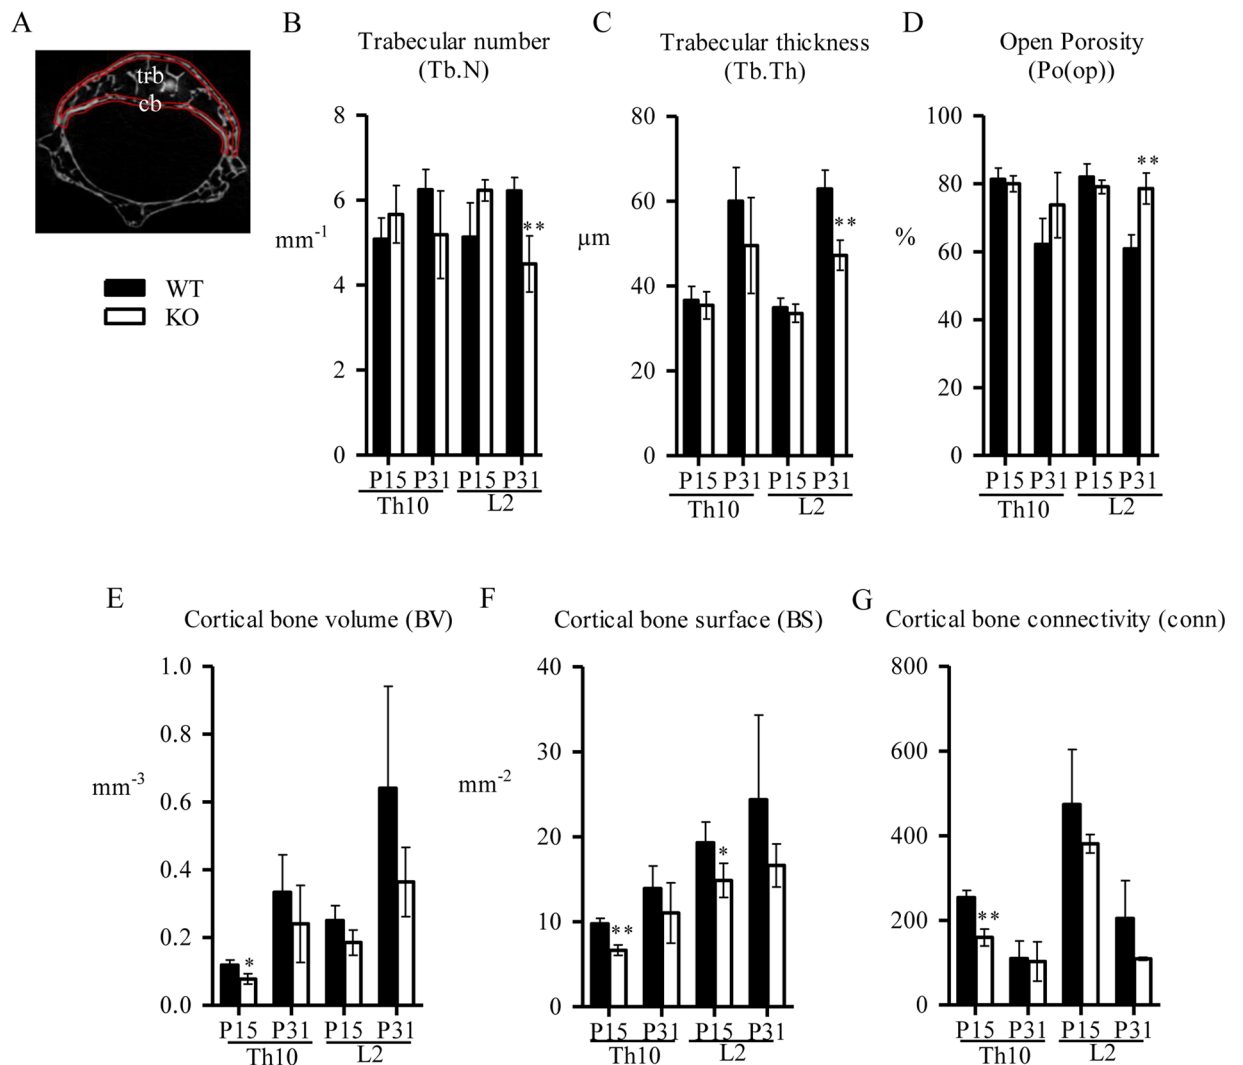 A
trb
cb
WT
KO
B
Trabecular number
(Tb.N)
8
6
mm-1
**
4
2
0
P15 P31 P15 P31
Th10 L2
C
Trabecular thickness
(Tb.Th)
80
60
µm
**
40
20
0
P15 P31 P15 P31
Th10 L2
D
Open Porosity
(Po(op))
100
**
80
%
60
40
20
0
P15 P31 P15 P31
Th10 L2
E
Cortical bone volume (BV)
1.0
0.8
mm-3
0.6
0.4
0.2
*
0.0
P15 P31 P15 P31
Th10 L2
F
Cortical bone surface (BS)
40
30
mm-2
20
*
10
**
0
P15 P31 P15 P31
Th10 L2
G
Cortical bone connectivity (conn)
800
600
400
200
**
0
P15 P31 P15 P31
Th10 L2